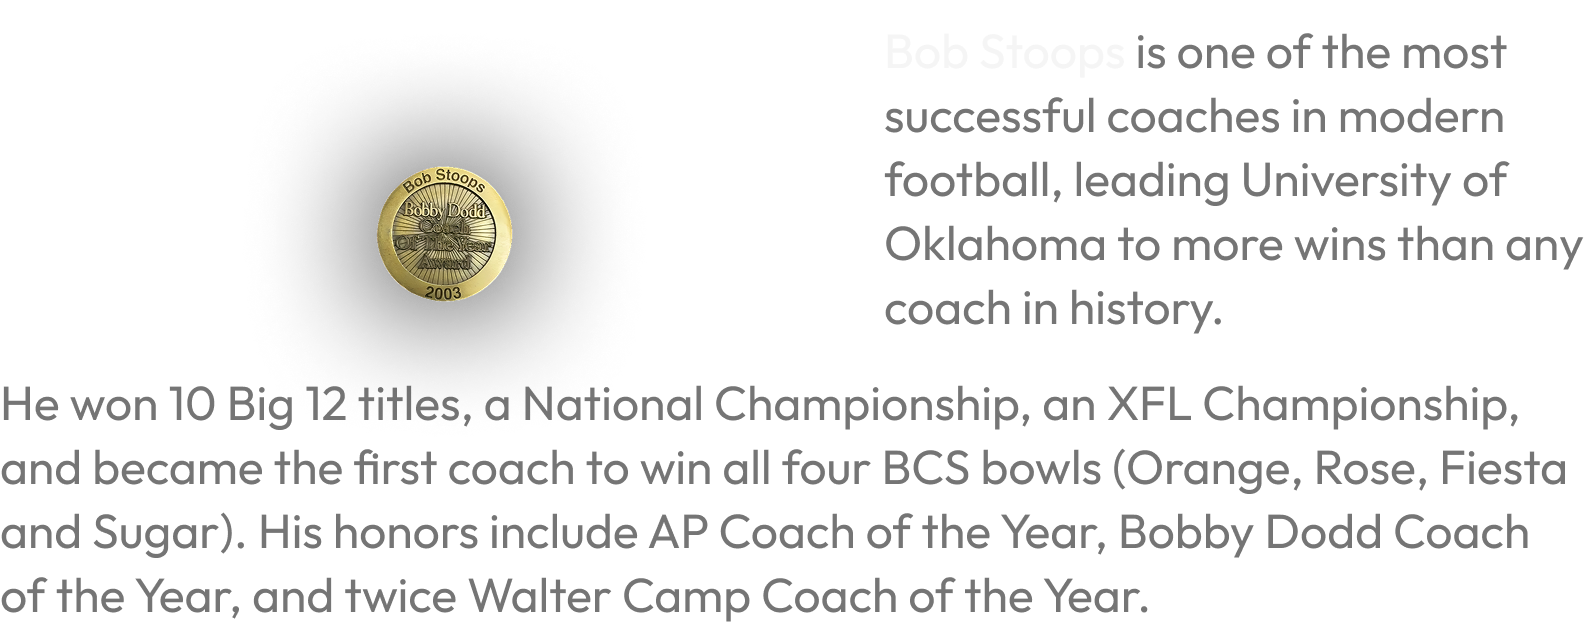 Bob Stoops
Bobby Dodd
Coach
Of The Year
Award
2003
Bob Stoops is one of the most
successful coaches in modern
football, leading University of
Oklahoma to more wins than any
coach in history.
He won 10 Big 12 titles, a National Championship, an XFL Championship,
and became the first coach to win all four BCS bowls (Orange, Rose, Fiesta
and Sugar). His honors include AP Coach of the Year, Bobby Dodd Coach
of the Year, and twice Walter Camp Coach of the Year.